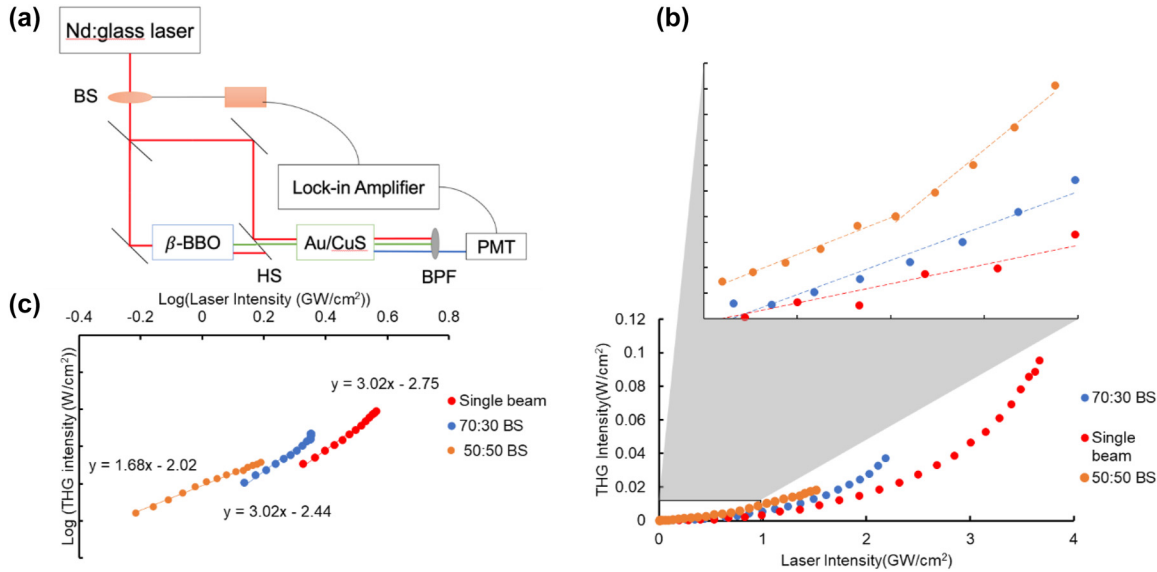 (a)
Nd:glass laser
BS
Lock-in Amplifier
β-BBO
Au/CuS
PMT
HS
BPF
(b)
THG Intensity(W/cm²)
0.12
0.1
0.08
0.06
0.04
0.02
0
0 1 2 3 4
Laser Intensity(GW/cm²)
70:30 BS
Single
beam
50:50 BS
(c)
Log(Laser Intensity (GW/cm²))
-0.4 -0.2 0 0.2 0.4 0.6 0.8
Log (THG intensity (W/cm²))
y = 3.02x - 2.75
y = 1.68x - 2.02
y = 3.02x - 2.44
Single beam
70:30 BS
50:50 BS